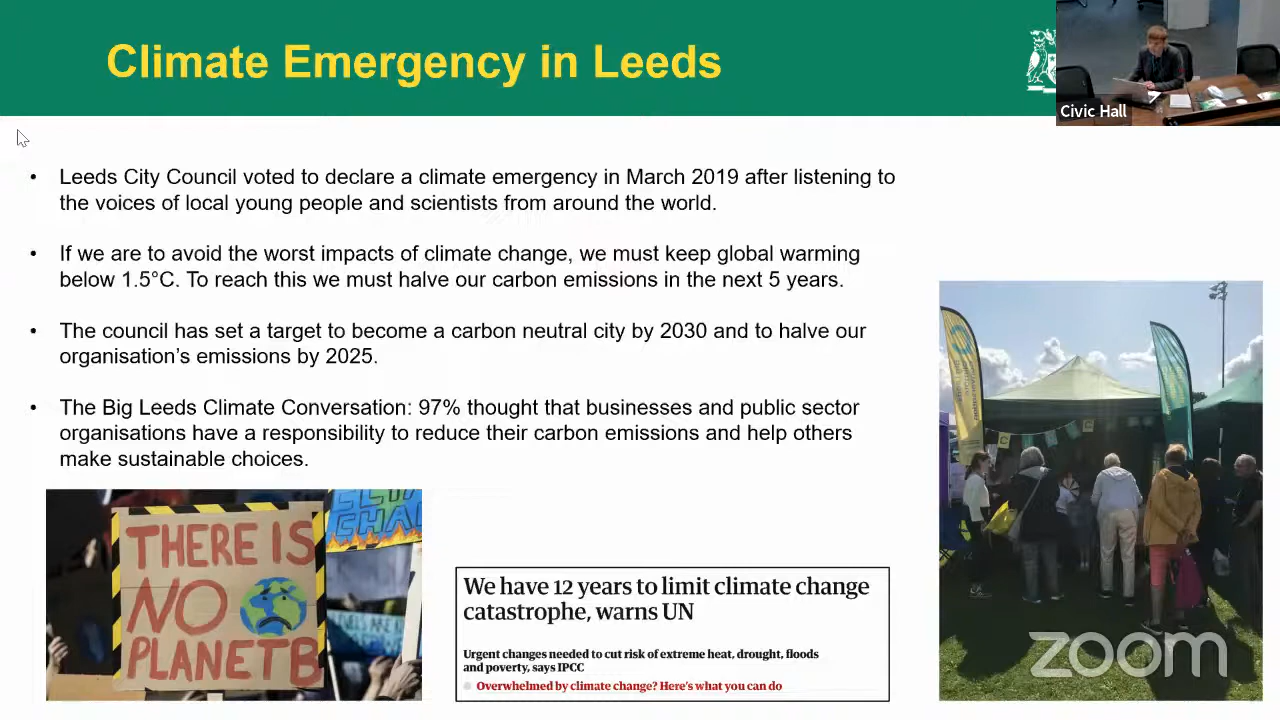 Climate Emergency in Leeds
Civic Hall
• Leeds City Council voted to declare a climate emergency in March 2019 after listening to
the voices of local young people and scientists from around the world.
• If we are to avoid the worst impacts of climate change, we must keep global warming
below 1.5°C. To reach this we must halve our carbon emissions in the next 5 years.
• The council has set a target to become a carbon neutral city by 2030 and to halve our
organisation’s emissions by 2025.
• The Big Leeds Climate Conversation: 97% thought that businesses and public sector
organisations have a responsibility to reduce their carbon emissions and help others
make sustainable choices.
THERE IS
NO
PLANET B
CHA
We have 12 years to limit climate change
catastrophe, warns UN
Urgent changes needed to cut risk of extreme heat, drought, floods
and poverty, says IPCC
Overwhelmed by climate change? Here's what you can do
zoom